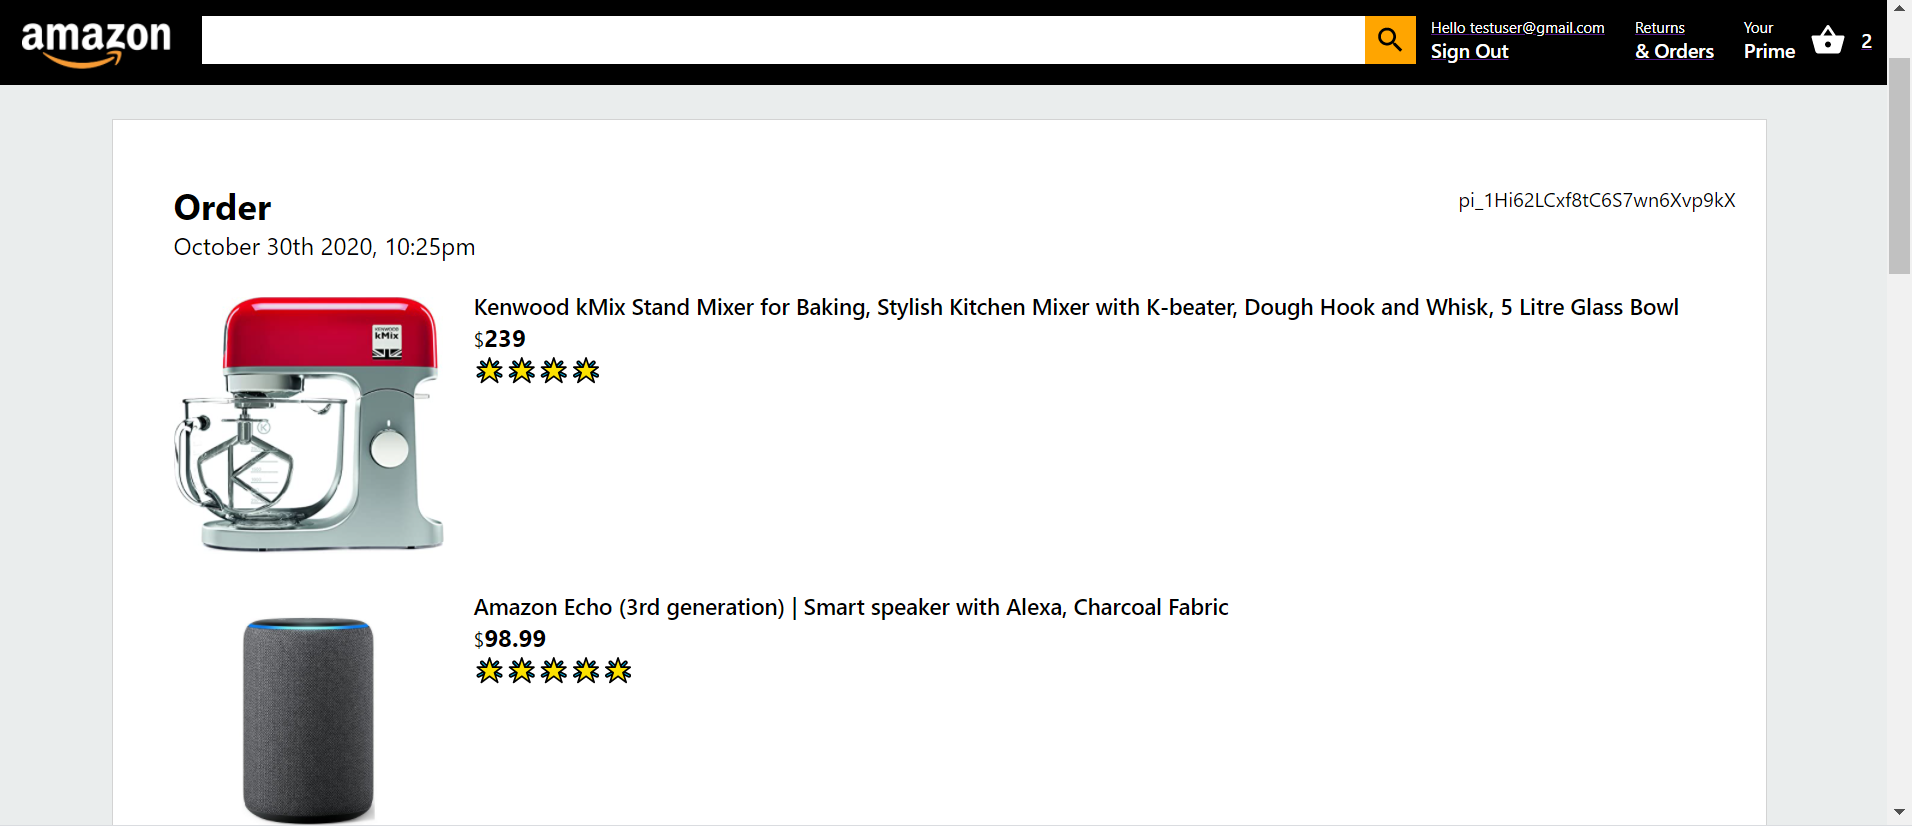 amazon
Hello testuser@gmail.com
Sign Out
Returns
& Orders
Your
Prime
2
Order
pi_1Hi62LCxf8tC6S7wn6Xvp9kX
October 30th 2020, 10:25pm
Kenwood kMix Stand Mixer for Baking, Stylish Kitchen Mixer with K-beater, Dough Hook and Whisk, 5 Litre Glass Bowl
$239
KENWOOD
kMix
K
Amazon Echo (3rd generation) | Smart speaker with Alexa, Charcoal Fabric
$98.99